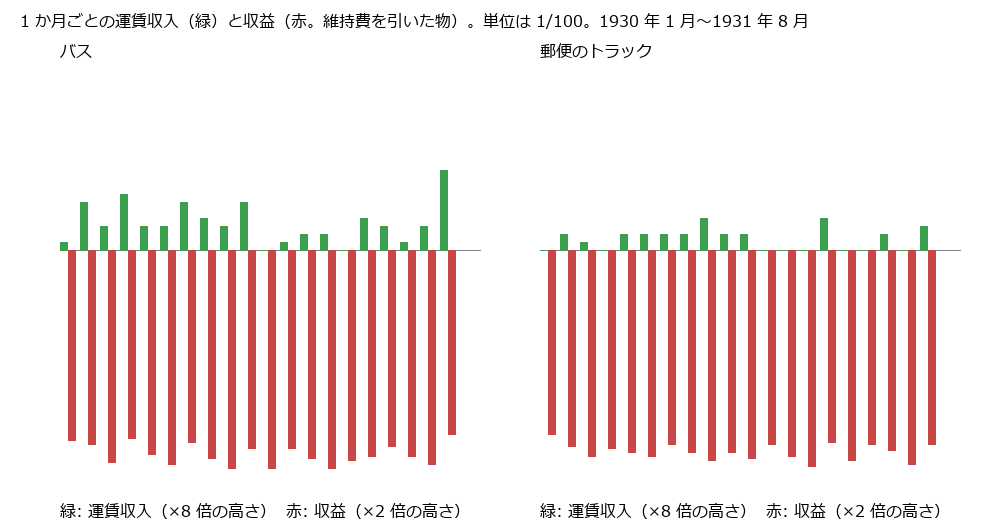 1 か月ごとの運賃収入（緑）と収益（赤。維持費を引いた物）。単位は 1/100。1930 年 1 月～1931 年 8 月
バス
郵便のトラック
緑: 運賃収入（×8 倍の高さ） 赤: 収益（×2 倍の高さ）
緑: 運賃収入（×8 倍の高さ） 赤: 収益（×2 倍の高さ）